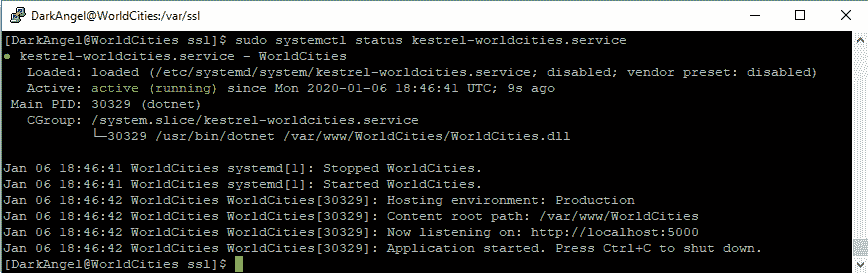 DarkAngel@WorldCities:/var/ssl
[DarkAngel@WorldCities ssl]$ sudo systemctl status kestrel-worldcities.service
● kestrel-worldcities.service - WorldCities
Loaded: loaded (/etc/systemd/system/kestrel-worldcities.service; disabled; vendor preset: disabled)
Active: active (running) since Mon 2020-01-06 18:46:41 UTC; 9s ago
Main PID: 30329 (dotnet)
CGroup: /system.slice/kestrel-worldcities.service
└─30329 /usr/bin/dotnet /var/www/WorldCities/WorldCities.dll
Jan 06 18:46:41 WorldCities systemd[1]: Stopped WorldCities.
Jan 06 18:46:41 WorldCities systemd[1]: Started WorldCities.
Jan 06 18:46:42 WorldCities WorldCities[30329]: Hosting environment: Production
Jan 06 18:46:42 WorldCities WorldCities[30329]: Content root path: /var/www/WorldCities
Jan 06 18:46:42 WorldCities WorldCities[30329]: Now listening on: http://localhost:5000
Jan 06 18:46:42 WorldCities WorldCities[30329]: Application started. Press Ctrl+C to shut down.
[DarkAngel@WorldCities ssl]$